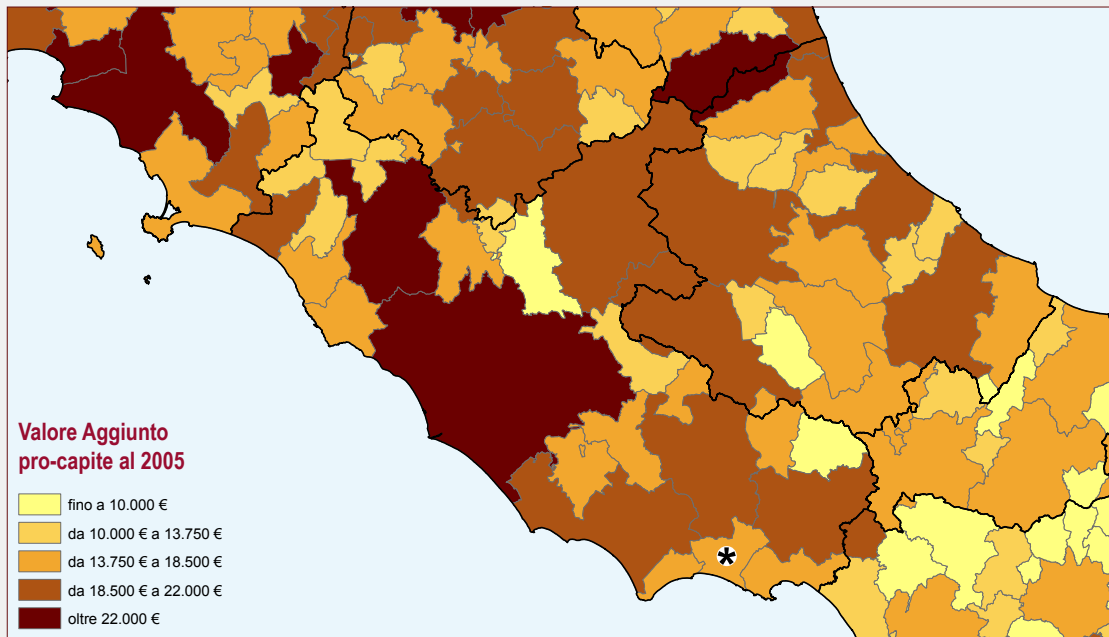 Valore Aggiunto
pro-capite al 2005
fino a 10.000 €
da 10.000 € a 13.750 €
da 13.750 € a 18.500 €
da 18.500 € a 22.000 €
oltre 22.000 €
*